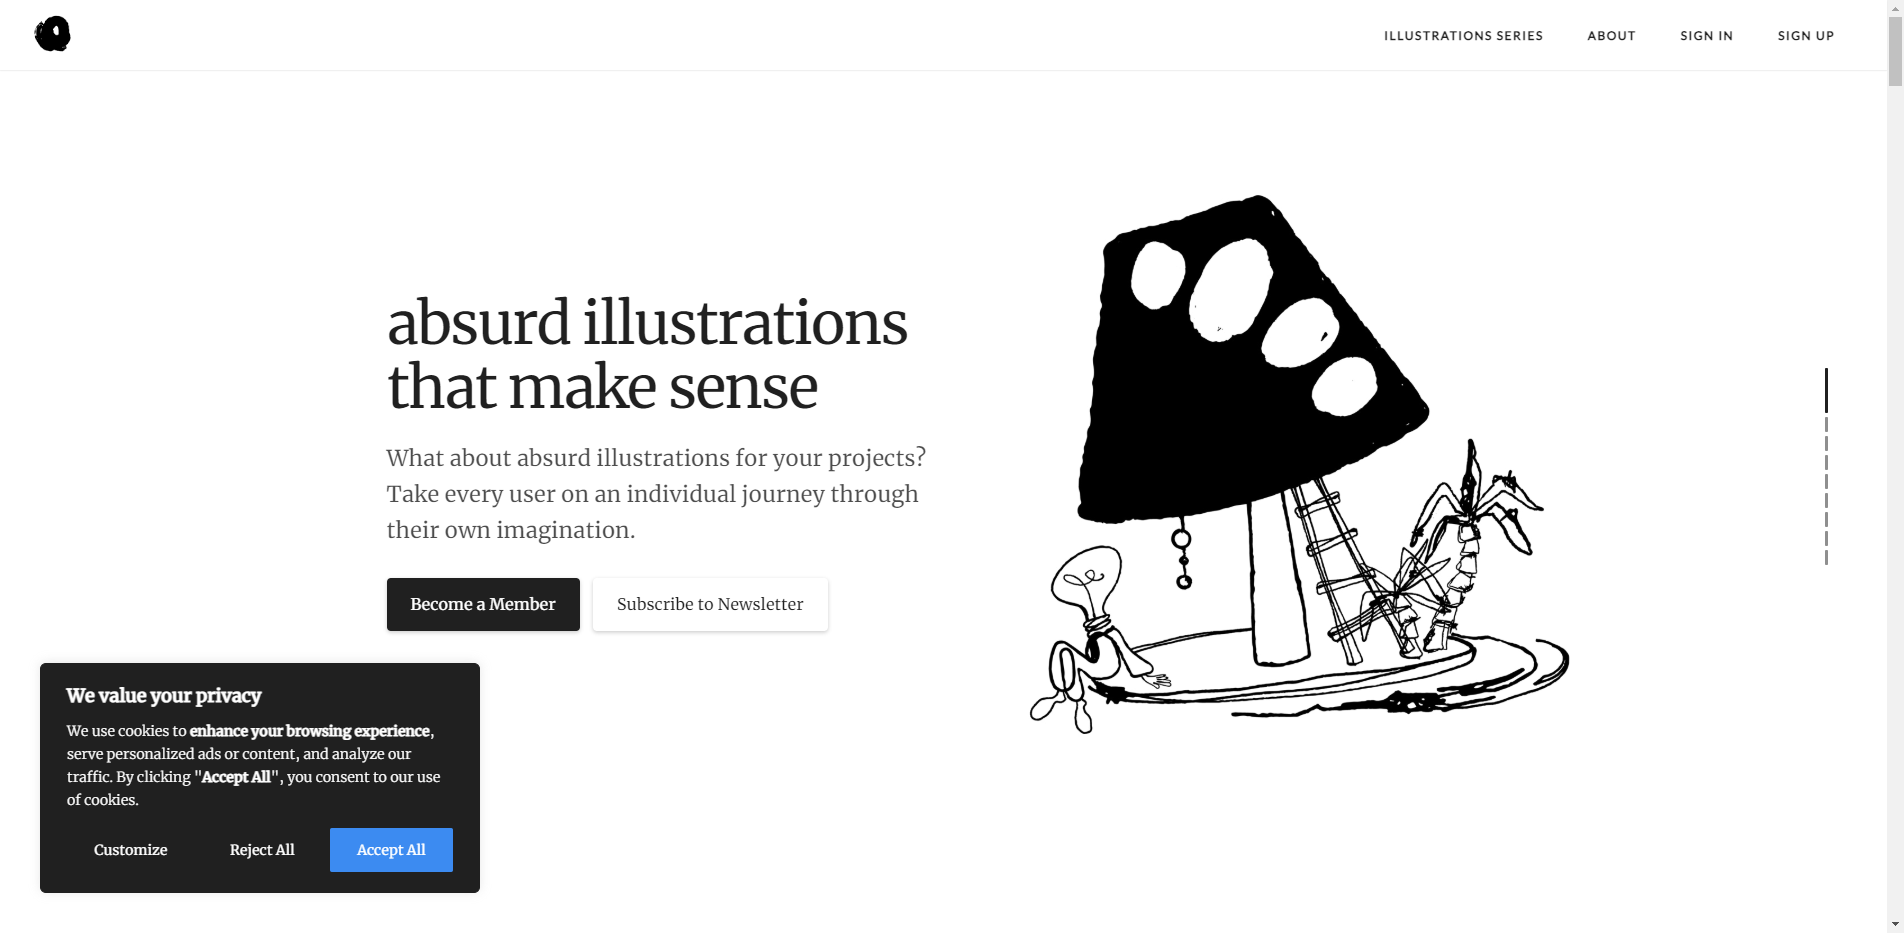 ILLUSTRATIONS SERIES
ABOUT
SIGN IN
SIGN UP
absurd illustrations
that make sense
What about absurd illustrations for your projects?
Take every user on an individual journey through
their own imagination.
Become a Member
Subscribe to Newsletter
We value your privacy
We use cookies to enhance your browsing experience,
serve personalized ads or content, and analyze our
traffic. By clicking "Accept All", you consent to our use
of cookies.
Customize
Reject All
Accept All